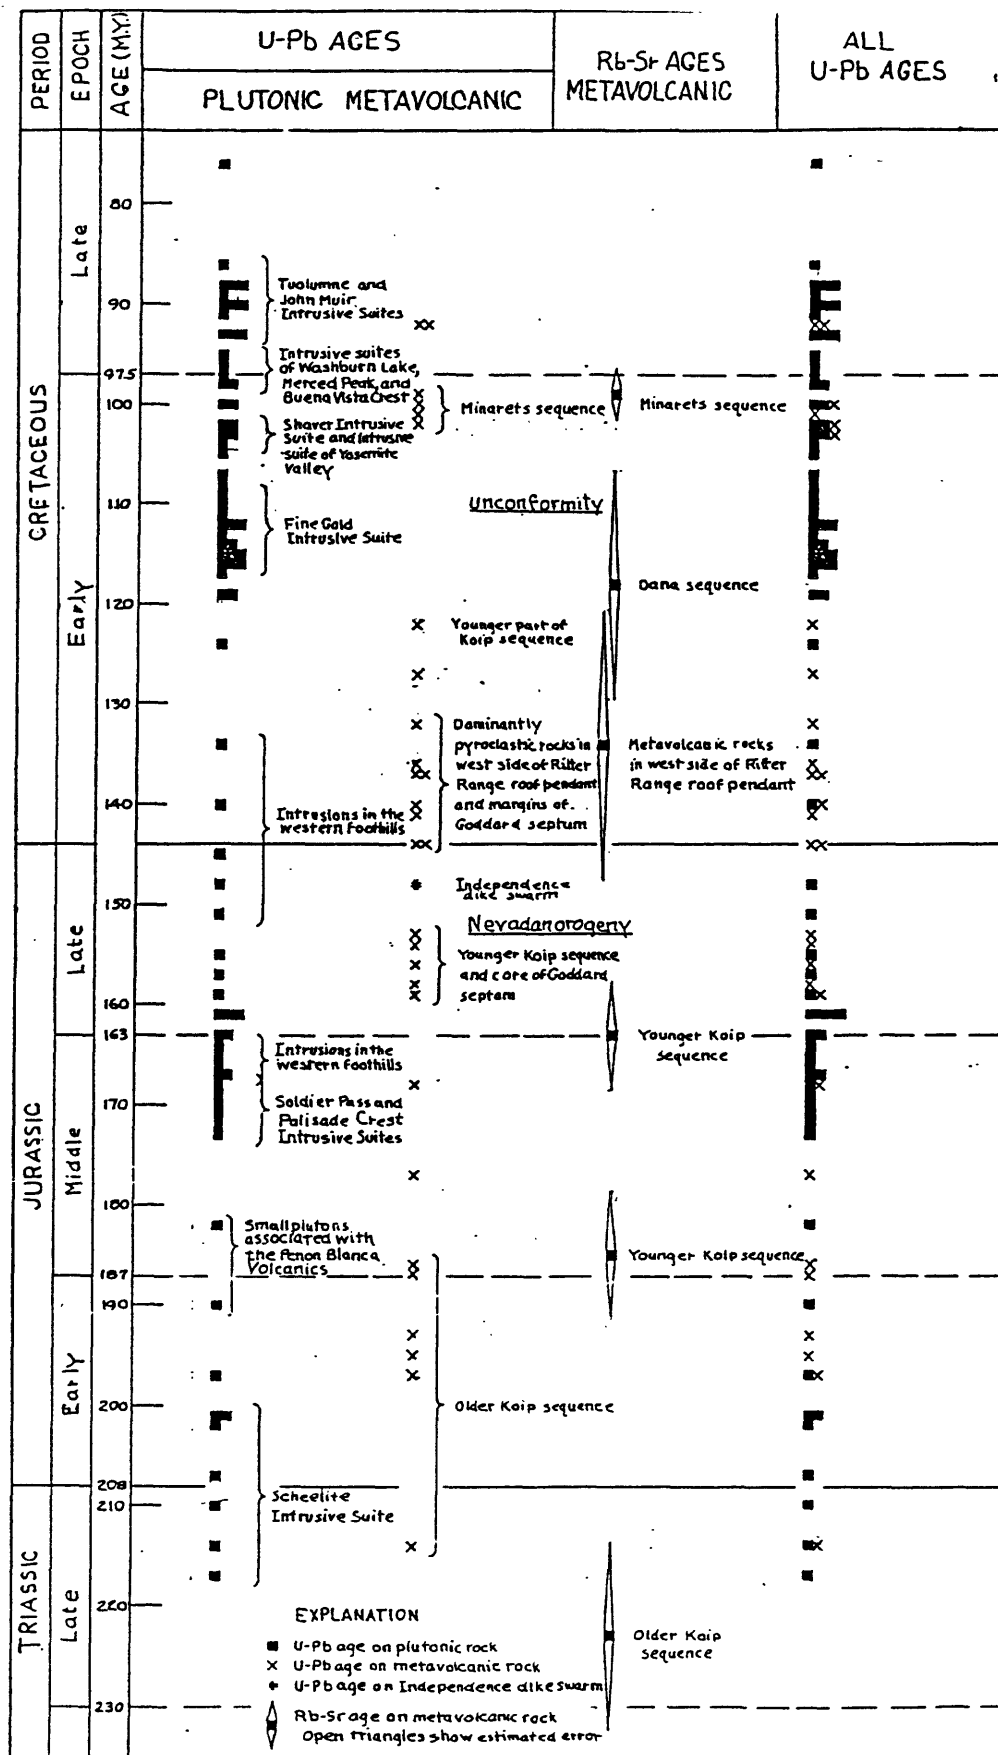 PERIOD
EPOCH
AGE (M.Y.)
U-Pb AGES
PLUTONIC METAVOLCANIC
Rb-Sr AGES
METAVOLCANIC
ALL
U-Pb AGES
CRETACEOUS
JURASSIC
TRIASSIC
Late
Early
Late
Middle
Early
Late
80
90
97.5
100
110
120
130
140
150
160
163
170
180
187
190
200
208
210
220
230
Tuolumne and
John Muir
Intrusive Suites
Intrusive suites
of Washburn Lake,
Merced Peak, and
Buena Vista Crest
Shaver Intrusive
Suite and intrusive
suite of Yosemite
Valley
Fine Gold
Intrusive Suite
Intrusions in the
western foothills
Intrusions in the
western foothills
Soldier Pass and
Palisade Crest
Intrusive Suites
Small plutons
associated with
the Penon Blanca
Volcanics
Scheelite
Intrusive Suite
Minarets sequence
Unconformity
Younger part of
Koip sequence
Dominantly
pyroclastic rocks in
west side of Ritter
Range roof pendant
and margins of
Goddard septum
Independence
dike swarm
Nevadan orogeny
Younger Koip sequence
and core of Goddard
septum
Older Koip sequence
Minarets sequence
Dana sequence
Metavolcanic rocks
in west side of Ritter
Range roof pendant
Younger Koip
sequence
Younger Koip sequence
Older Koip
sequence
EXPLANATION
U-Pb age on plutonic rock
U-Pb age on metavolcanic rock
U-Pb age on Independence dike swarm
Rb-Sr age on metavolcanic rock
Open triangles show estimated error